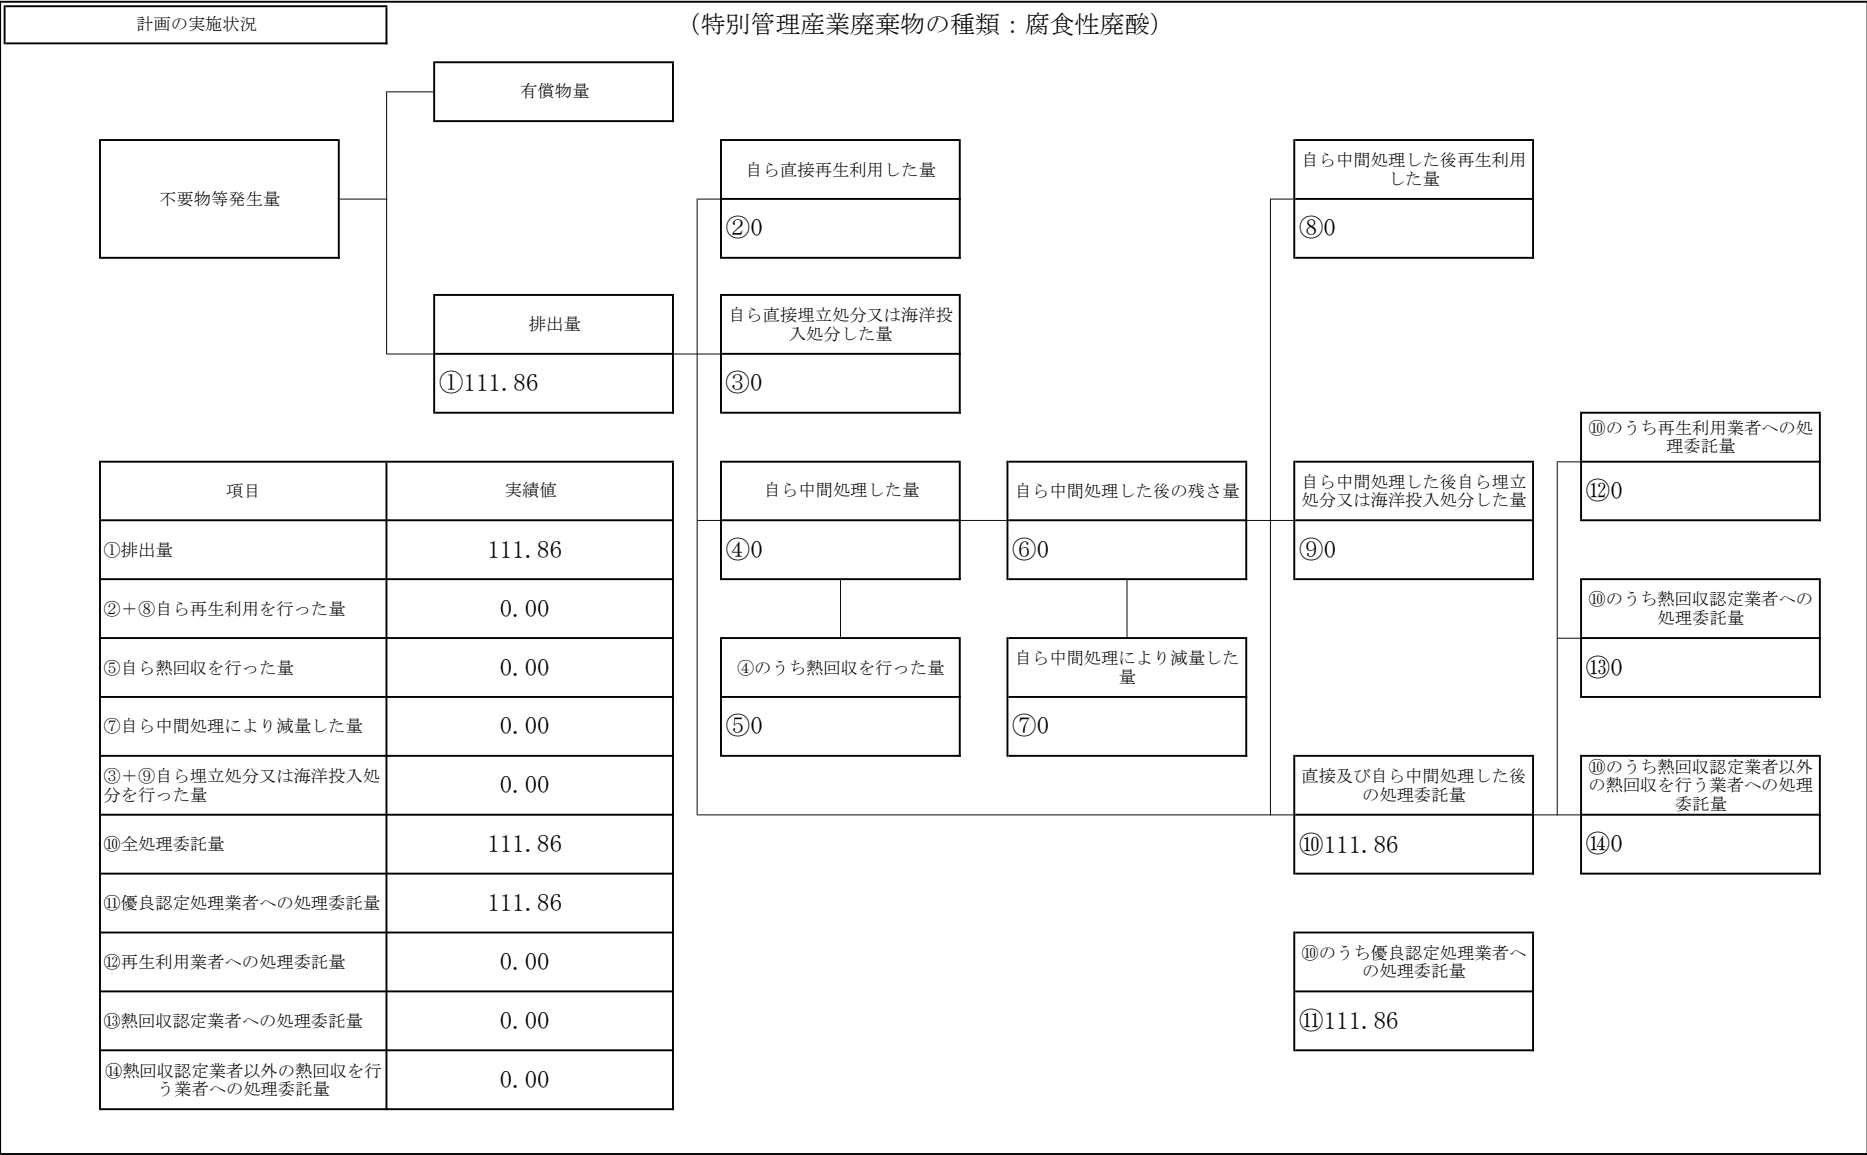 計画の実施状況
（特別管理産業廃棄物の種類：腐食性廃酸）
有償物量
不要物等発生量
自ら直接再生利用した量
②0
自ら中間処理した後再生利用
した量
⑧0
排出量
①111.86
自ら直接埋立処分又は海洋投
入処分した量
③0
⑩のうち再生利用業者への処
理委託量
⑫0
自ら中間処理した量
④0
自ら中間処理した後の残さ量
⑥0
自ら中間処理した後自ら埋立
処分又は海洋投入処分した量
⑨0
⑩のうち熱回収認定業者への
処理委託量
⑬0
④のうち熱回収を行った量
⑤0
自ら中間処理により減量した
量
⑦0
直接及び自ら中間処理した後
の処理委託量
⑩111.86
⑩のうち熱回収認定業者以外
の熱回収を行う業者への処理
委託量
⑭0
⑩のうち優良認定処理業者へ
の処理委託量
⑪111.86
項目 実績値
①排出量 111.86
②＋⑧自ら再生利用を行った量 0.00
⑤自ら熱回収を行った量 0.00
⑦自ら中間処理により減量した量 0.00
③＋⑨自ら埋立処分又は海洋投入処
分を行った量 0.00
⑩全処理委託量 111.86
⑪優良認定処理業者への処理委託量 111.86
⑫再生利用業者への処理委託量 0.00
⑬熱回収認定業者への処理委託量 0.00
⑭熱回収認定業者以外の熱回収を行
う業者への処理委託量 0.00